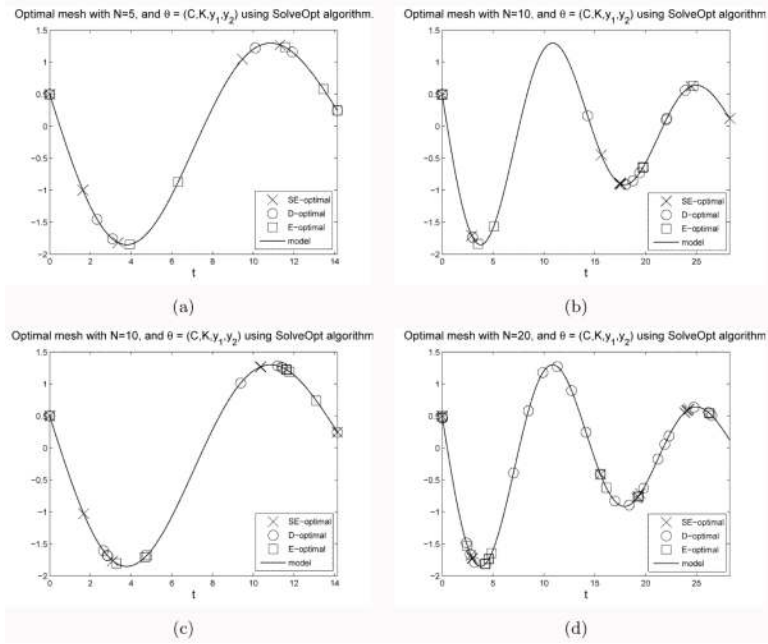 Optimal mesh with N=5, and θ = (C,K,y1,y2) using SolveOpt algorithm.
1.5
1
0.5
0
−0.5
−1
−1.5
−2
0 2 4 6 8 10 12 14
t
SE−optimal
D−optimal
E−optimal
model
(a)
Optimal mesh with N=10, and θ = (C,K,y1,y2) using SolveOpt algorithm
1.5
1
0.5
0
−0.5
−1
−1.5
−2
0 5 10 15 20 25
t
SE−optimal
D−optimal
E−optimal
model
(b)
Optimal mesh with N=10, and θ = (C,K,y1,y2) using SolveOpt algorithm
1.5
1
0.5
0
−0.5
−1
−1.5
−2
0 2 4 6 8 10 12 14
t
SE−optimal
D−optimal
E−optimal
model
(c)
Optimal mesh with N=20, and θ = (C,K,y1,y2) using SolveOpt algorithm
1.5
1
0.5
0
−0.5
−1
−1.5
−2
0 5 10 15 20 25
t
SE−optimal
D−optimal
E−optimal
model
(d)